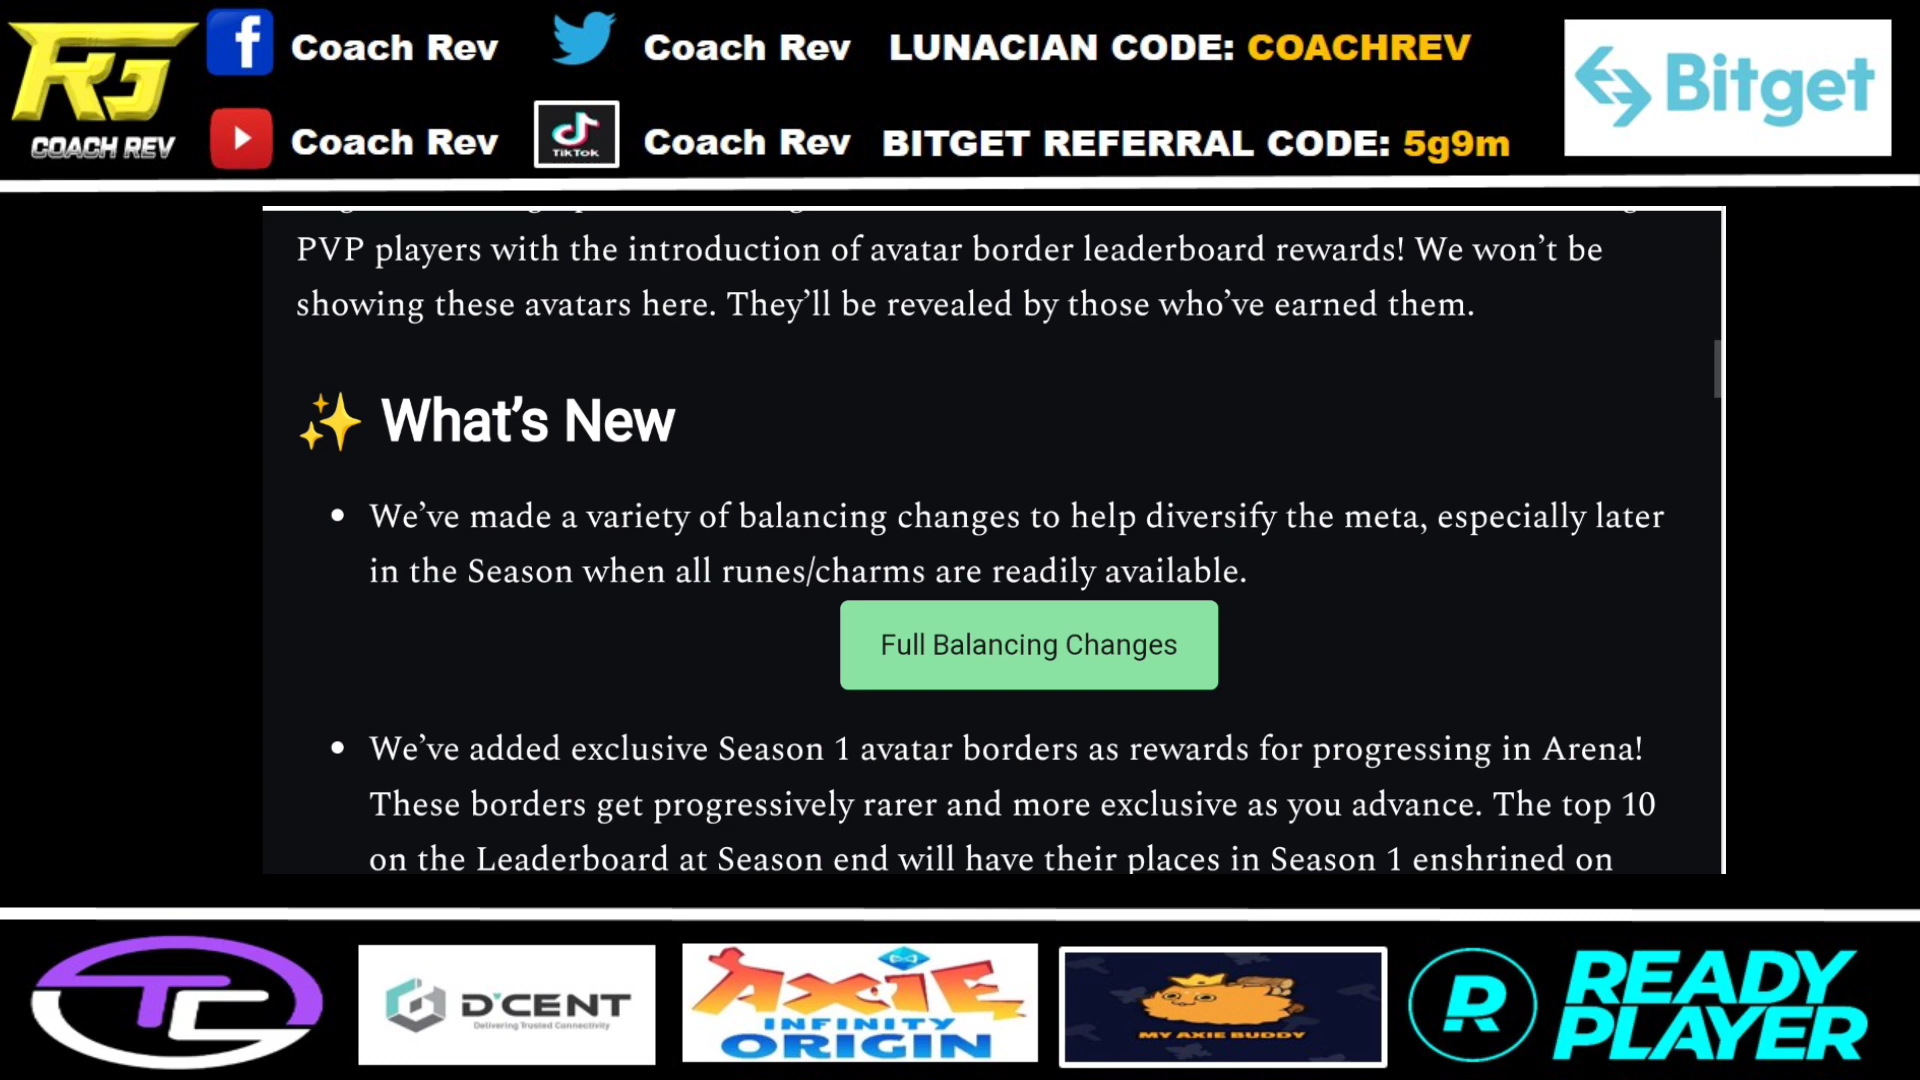 Coach Rev
Coach Rev
LUNACIAN CODE: COACHREV
Bitget
COACH REV
Coach Rev
TikTok
Coach Rev
BITGET REFERRAL CODE: 5g9m
PVP players with the introduction of avatar border leaderboard rewards! We won’t be
showing these avatars here. They’ll be revealed by those who’ve earned them.
✨ What’s New
• We’ve made a variety of balancing changes to help diversify the meta, especially later
in the Season when all runes/charms are readily available.
Full Balancing Changes
• We’ve added exclusive Season 1 avatar borders as rewards for progressing in Arena!
These borders get progressively rarer and more exclusive as you advance. The top 10
on the Leaderboard at Season end will have their places in Season 1 enshrined on
TC
D'CENT
Delivering Trusted Connectivity
AXIE
INFINITY
ORIGIN
MY AXIE BUDDY
R
READY
PLAYER